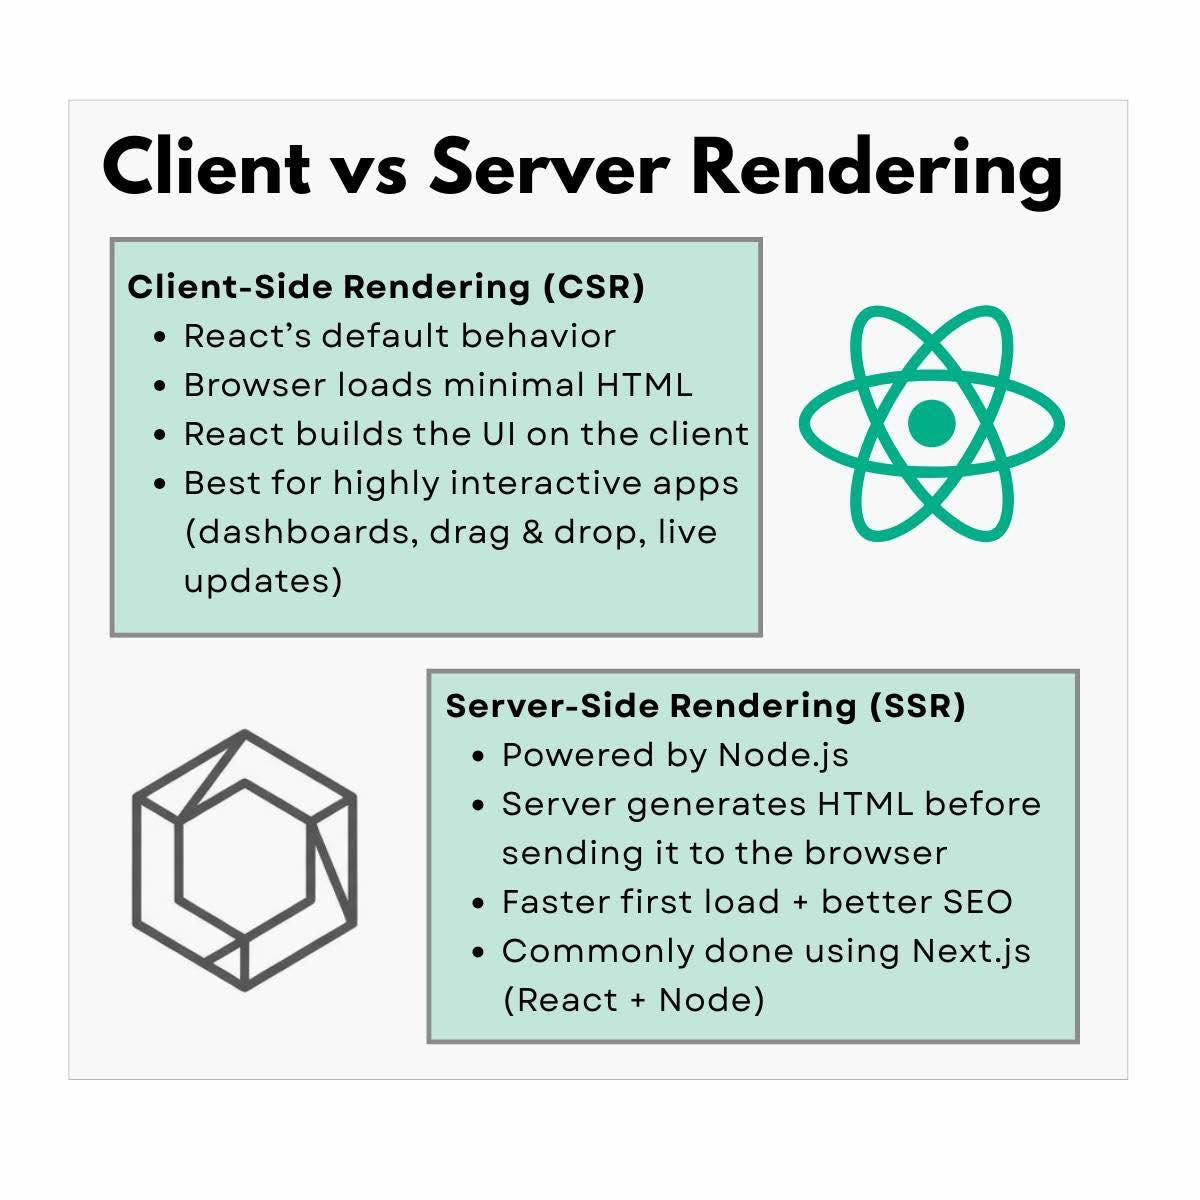 Client vs Server Rendering
Client-Side Rendering (CSR)
• React’s default behavior
• Browser loads minimal HTML
• React builds the UI on the client
• Best for highly interactive apps
(dashboards, drag & drop, live
updates)
Server-Side Rendering (SSR)
• Powered by Node.js
• Server generates HTML before
sending it to the browser
• Faster first load + better SEO
• Commonly done using Next.js
(React + Node)